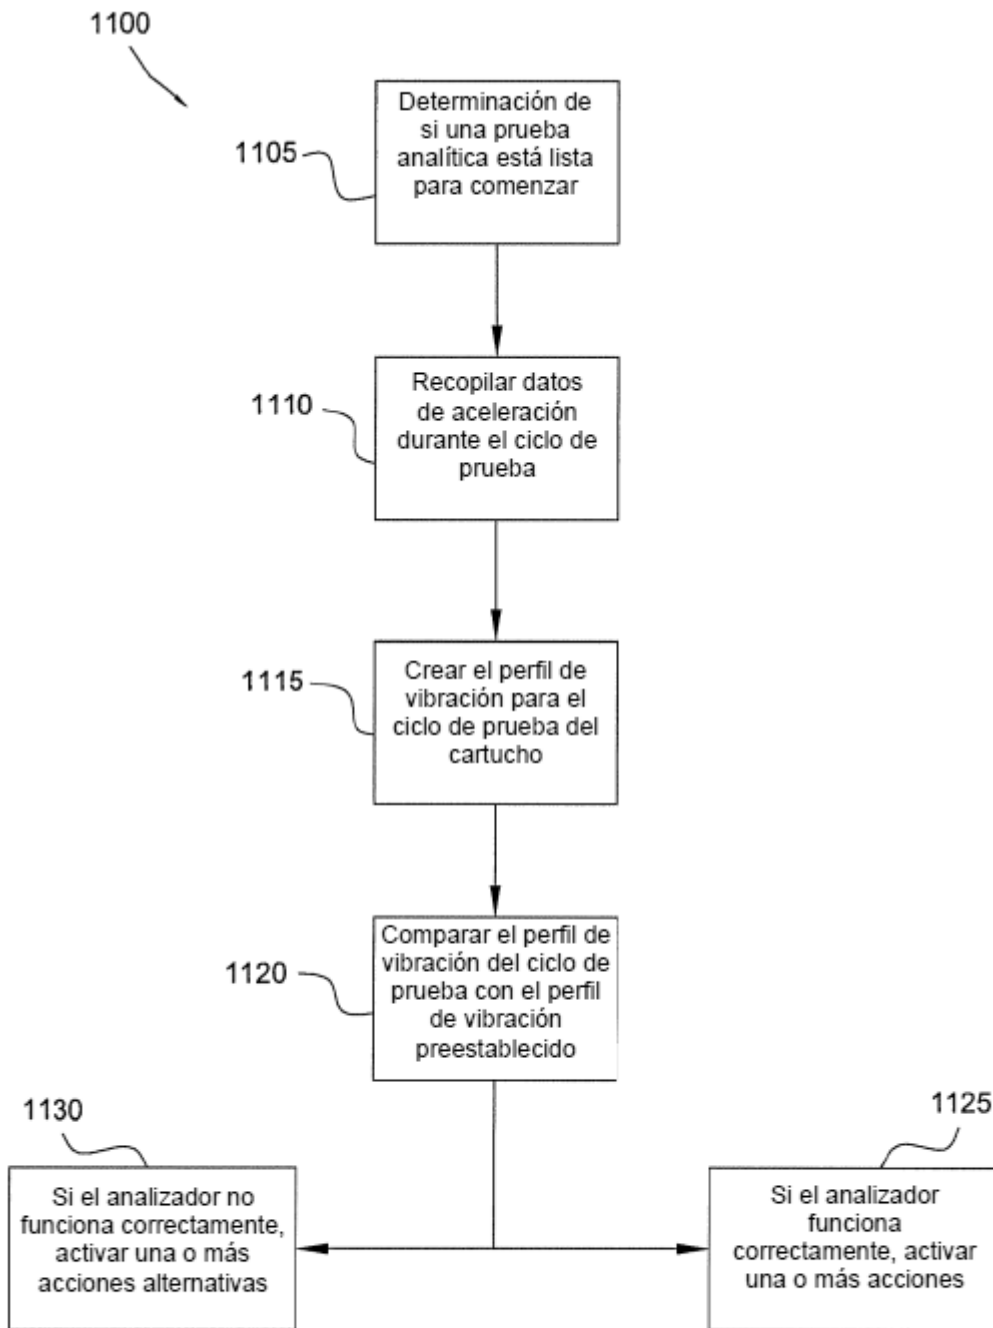 1100
Determinación de
si una prueba
analítica está lista
para comenzar
1105
Recopilar datos
de aceleración
durante el ciclo de
prueba
1110
Crear el perfil de
vibración para el
ciclo de prueba del
cartucho
1115
Comparar el perfil de
vibración del ciclo de
prueba con el perfil
de vibración
preestablecido
1120
1130
Si el analizador no
funciona correctamente,
activar una o más
acciones alternativas
1125
Si el analizador
funciona
correctamente, activar
una o más acciones